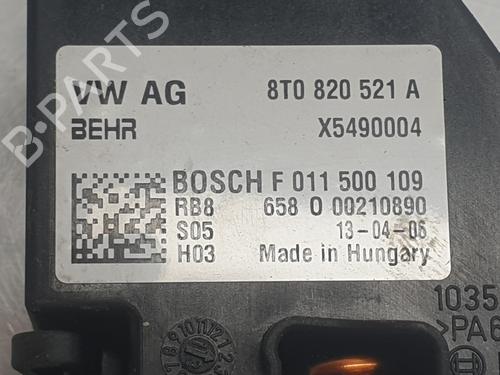 B-PARTS
VW AG 8T0 820 521 A
BEHR X5490004
BOSCH F 011 500 109
RB8 658 0 00210890
S05 13-04-06
H03 Made in Hungary
1035
>PA6